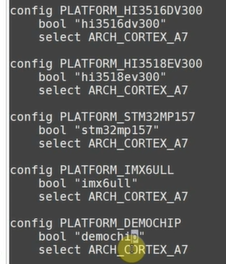 config PLATFORM_HI3516DV300
bool "hi3516dv300"
select ARCH_CORTEX_A7
config PLATFORM_HI3518EV300
bool "hi3518ev300"
select ARCH_CORTEX_A7
config PLATFORM_STM32MP157
bool "stm32mp157"
select ARCH_CORTEX_A7
config PLATFORM_IMX6ULL
bool "imx6ull"
select ARCH_CORTEX_A7
config PLATFORM_DEMOCHIP
bool "demochip"
select ARCH_CORTEX_A7